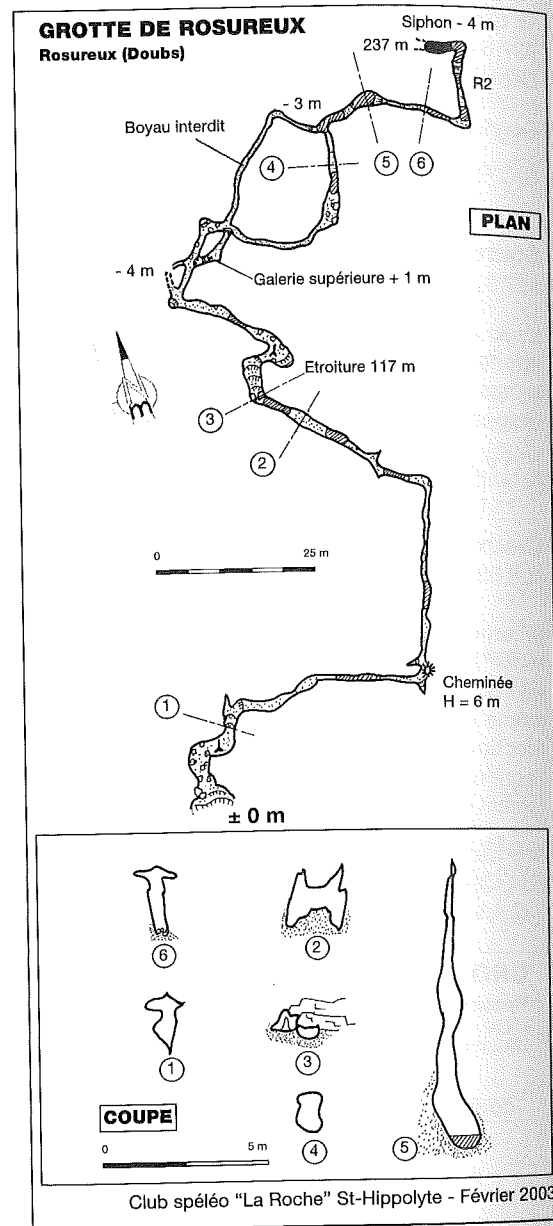 GROTTE DE ROSUREUX
Rosureux (Doubs)
Siphon - 4 m
237 m
R2
- 3 m
Boyau interdit
4
5
6
PLAN
- 4 m
Galerie supérieure + 1 m
Etroiture 117 m
3
2
0
25 m
Cheminée
H = 6 m
1
± 0 m
6
2
1
3
COUPE
4
5
0
5 m
Club spéléo "La Roche" St-Hippolyte - Février 2003